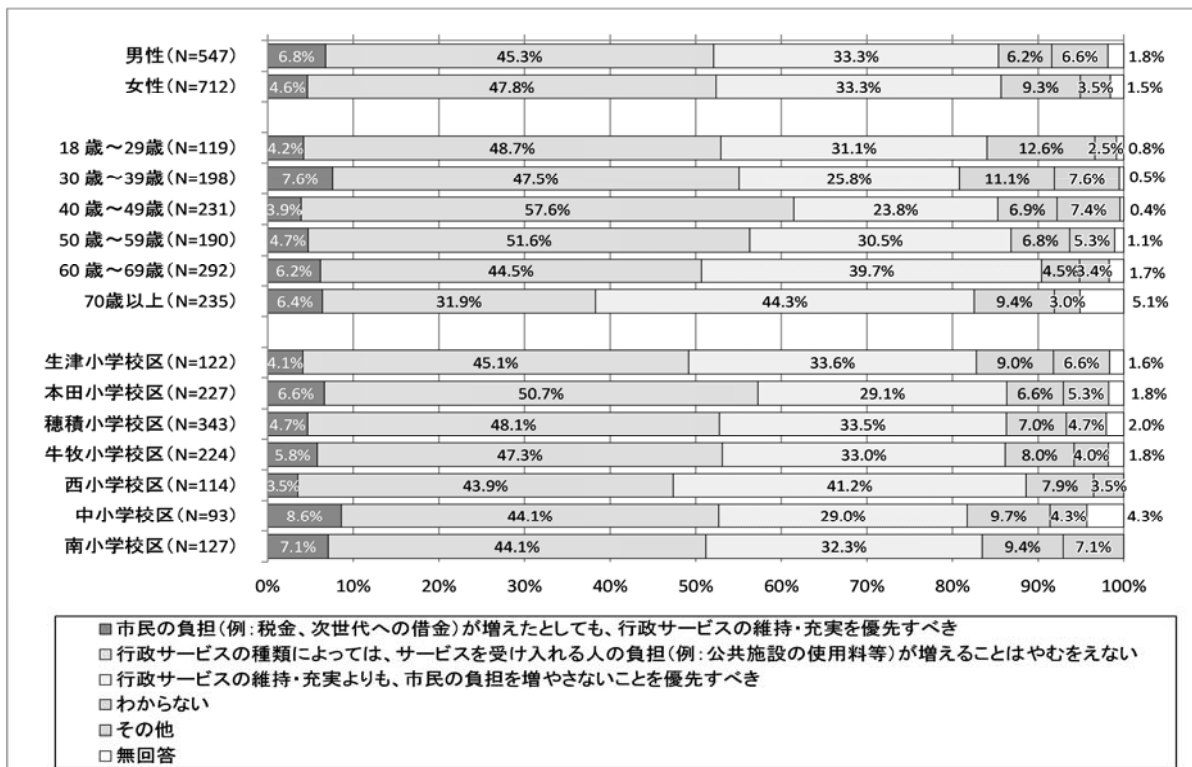 男性(N=547) 6.8% 45.3% 33.3% 6.2% 6.6% 1.8%
女性(N=712) 4.6% 47.8% 33.3% 9.3% 3.5% 1.5%
18歳～29歳(N=119) 4.2% 48.7% 31.1% 12.6% 2.5% 0.8%
30歳～39歳(N=198) 7.6% 47.5% 25.8% 11.1% 7.6% 0.5%
40歳～49歳(N=231) 3.9% 57.6% 23.8% 6.9% 7.4% 0.4%
50歳～59歳(N=190) 4.7% 51.6% 30.5% 6.8% 5.3% 1.1%
60歳～69歳(N=292) 6.2% 44.5% 39.7% 4.5% 3.4% 1.7%
70歳以上(N=235) 6.4% 31.9% 44.3% 9.4% 3.0% 5.1%
生津小学校区(N=122) 4.1% 45.1% 33.6% 9.0% 6.6% 1.6%
本田小学校区(N=227) 6.6% 50.7% 29.1% 6.6% 5.3% 1.8%
穂積小学校区(N=343) 4.7% 48.1% 33.5% 7.0% 4.7% 2.0%
牛牧小学校区(N=224) 5.8% 47.3% 33.0% 8.0% 4.0% 1.8%
西小学校区(N=114) 3.5% 43.9% 41.2% 7.9% 3.5%
中小学校区(N=93) 8.6% 44.1% 29.0% 9.7% 4.3% 4.3%
南小学校区(N=127) 7.1% 44.1% 32.3% 9.4% 7.1%
0% 10% 20% 30% 40% 50% 60% 70% 80% 90% 100%
市民の負担(例:税金、次世代への借金)が増えたとしても、行政サービスの維持・充実を優先すべき
行政サービスの種類によっては、サービスを受け入れる人の負担(例:公共施設の使用料等)が増えることはやむをえない
行政サービスの維持・充実よりも、市民の負担を増やさないことを優先すべき
わからない
その他
無回答